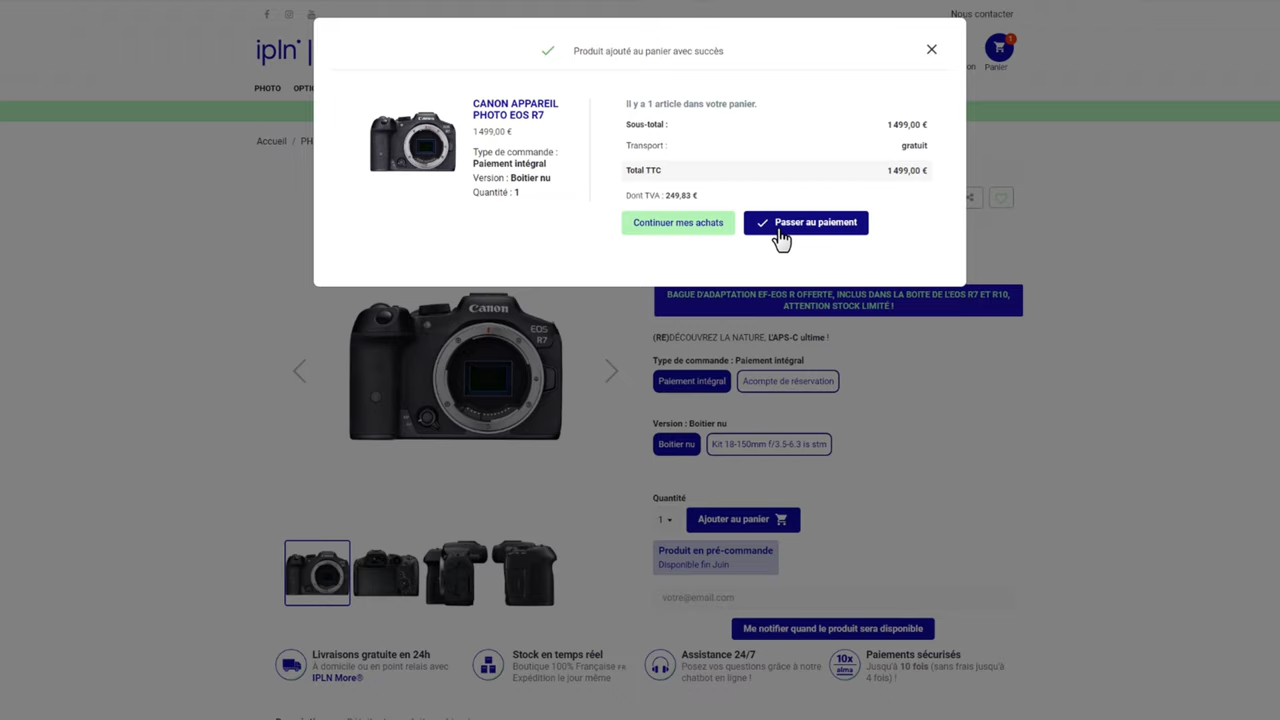 Nous contacter
ipln
1
Panier
PHOTO
Produit ajouté au panier avec succès
CANON APPAREIL
PHOTO EOS R7
1 499,00 €
Type de commande :
Paiement intégral
Version : Boitier nu
Quantité : 1
Il y a 1 article dans votre panier.
Sous-total : 1 499,00 €
Transport : gratuit
Total TTC 1 499,00 €
Dont TVA : 249,83 €
Continuer mes achats
Passer au paiement
Accueil / PH
BAGUE D'ADAPTATION EF-EOS R OFFERTE, INCLUS DANS LA BOITE DE L'EOS R7 ET R10,
ATTENTION STOCK LIMITÉ !
(RE)DÉCOUVREZ LA NATURE, L'APS-C ultime !
Type de commande : Paiement intégral
Paiement intégral
Acompte de réservation
Version : Boitier nu
Boitier nu
Kit 18-150mm f/3.5-6.3 is stm
Canon
EOS
R7
Quantité
1
Ajouter au panier
Produit en pré-commande
Disponible fin Juin
votre@email.com
Me notifier quand le produit sera disponible
Livraisons gratuite en 24h
À domicile ou en point relais avec
IPLN More®
Stock en temps réel
Boutique 100% Française FR
Expédition le jour même
Assistance 24/7
Posez vos questions grâce à notre
chatbot en ligne !
10x
alma
Paiements sécurisés
Jusqu'à 10 fois (sans frais jusqu'à
4 fois) !